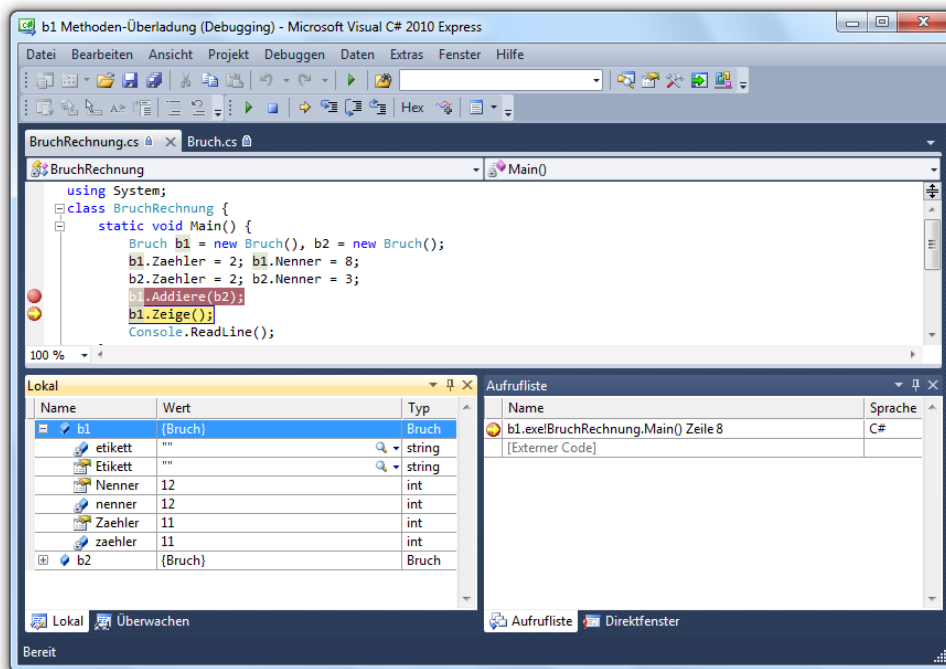 b1 Methoden-Überladung (Debugging) - Microsoft Visual C# 2010 Express
Datei Bearbeiten Ansicht Projekt Debuggen Daten Extras Fenster Hilfe
Hex
BruchRechnung.cs Bruch.cs
BruchRechnung Main()
using System;
class BruchRechnung {
static void Main() {
Bruch b1 = new Bruch(), b2 = new Bruch();
b1.Zaehler = 2; b1.Nenner = 8;
b2.Zaehler = 2; b2.Nenner = 3;
b1.Addiere(b2);
b1.Zeige();
Console.ReadLine();
100 %
Lokal
Name Wert Typ
b1 {Bruch} Bruch
etikett "" string
Etikett "" string
Nenner 12 int
nenner 12 int
Zaehler 11 int
zaehler 11 int
b2 {Bruch} Bruch
Lokal Überwachen
Aufrufliste
Name Sprache
b1.exe!BruchRechnung.Main() Zeile 8 C#
[Externer Code]
Aufrufliste Direktfenster
Bereit